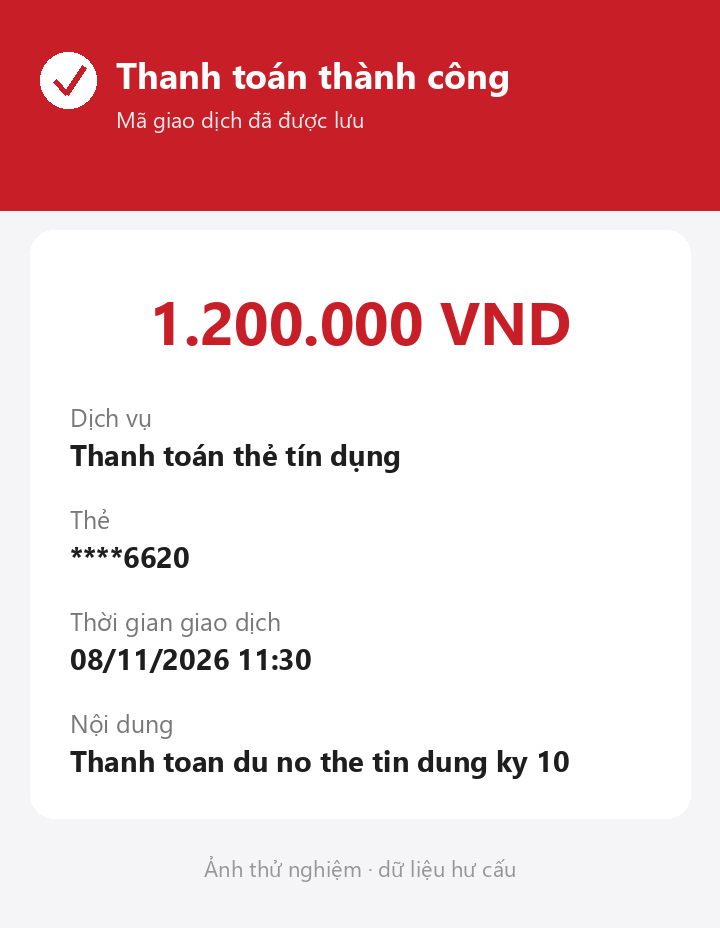 Thanh toán thành công
Mã giao dịch đã được lưu
1.200.000 VND
Dịch vụ
Thanh toán thẻ tín dụng
Thẻ
****6620
Thời gian giao dịch
08/11/2026 11:30
Nội dung
Thanh toan du no the tin dung ky 10
Ảnh thử nghiệm · dữ liệu hư cấu